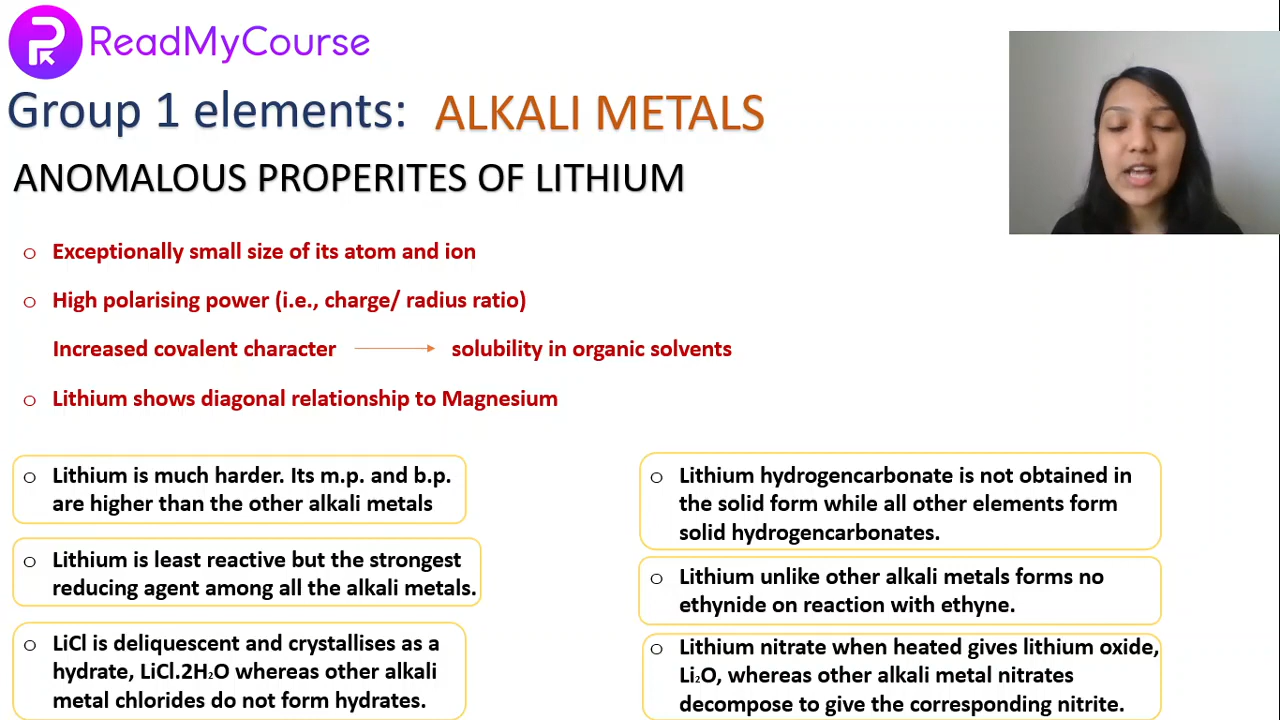 ReadMyCourse
Group 1 elements: ALKALI METALS
ANOMALOUS PROPERITES OF LITHIUM
o Exceptionally small size of its atom and ion
o High polarising power (i.e., charge/ radius ratio)
Increased covalent character → solubility in organic solvents
o Lithium shows diagonal relationship to Magnesium
o Lithium is much harder. Its m.p. and b.p.
are higher than the other alkali metals
o Lithium is least reactive but the strongest
reducing agent among all the alkali metals.
o LiCl is deliquescent and crystallises as a
hydrate, LiCl.2H₂O whereas other alkali
metal chlorides do not form hydrates.
o Lithium hydrogencarbonate is not obtained in
the solid form while all other elements form
solid hydrogencarbonates.
o Lithium unlike other alkali metals forms no
ethynide on reaction with ethyne.
o Lithium nitrate when heated gives lithium oxide,
Li₂O, whereas other alkali metal nitrates
decompose to give the corresponding nitrite.